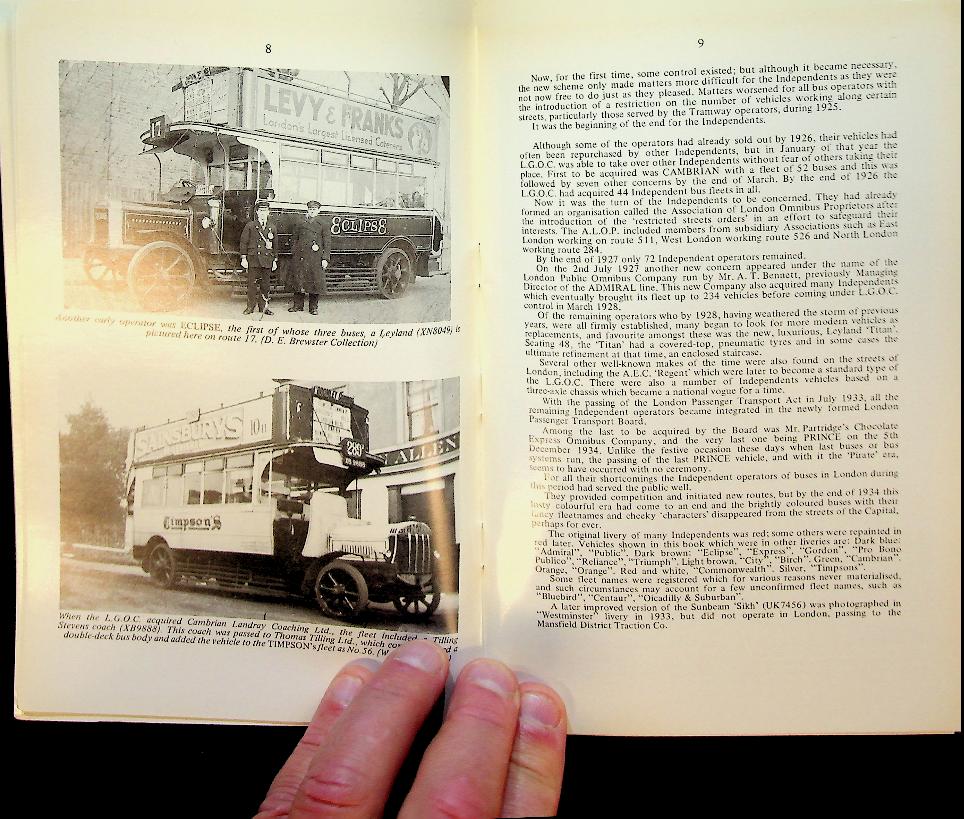 8
LEVY & FRANKS
London's Largest Licensed Caterers
17
ECLIPSE
Another early operator was ECLIPSE, the first of whose three buses, a Leyland (XN8049) is
pictured here on route 17. (D. E. Brewster Collection)
SAINSBURYS
10D
289
XB9888
N ALLEN
Timpson's
When the L.G.O.C. acquired Cambrian Landray Coaching Ltd., the fleet included a Tilling
Stevens coach (XB9888). This coach was passed to Thomas Tilling Ltd., which
double-deck bus body and added the vehicle to the TIMPSON'S fleet as No. 56.
9
Now, for the first time, some control existed; but although it became necessary,
the new scheme only made matters more difficult for the Independents as they were
not now free to do just as they pleased. Matters worsened for all bus operators with
the introduction of a restriction on the number of vehicles working along certain
streets, particularly those served by the Tramway operators, during 1925.
It was the beginning of the end for the Independents.
Although some of the operators had already sold out by 1926, their vehicles had
often been repurchased by other Independents, but in January of that year the
L.G.O.C. was able to take over other Independents without fear of others taking their
place. First to be acquired was CAMBRIAN with a fleet of 52 buses and this was
followed by seven other concerns by the end of March. By the end of 1926 the
L.G.O.C. had acquired 44 Independent bus fleets in all.
Now it was the turn of the Independents to be concerned. They had already
formed an organisation called the Association of London Omnibus Proprietors after
the introduction of the 'restricted streets orders' in an effort to safeguard their
interests. The A.L.O.P. included members from subsidiary Associations such as East
London working on route 511, West London working route 526 and North London
working route 284.
By the end of 1927 only 72 Independent operators remained.
On the 2nd July 1927 another new concern appeared under the name of the
London Public Omnibus Company run by Mr. A. T. Bennett, previously Managing
Director of the ADMIRAL line. This new Company also acquired many Independents
which eventually brought its fleet up to 234 vehicles before coming under L.G.O.C.
control in March 1928.
Of the remaining operators who by 1928, having weathered the storm of previous
years, were all firmly established, many began to look for more modern vehicles as
replacements, and favourite amongst these was the new, luxurious, Leyland 'Titan'.
Seating 48, the 'Titan' had a covered-top, pneumatic tyres and in some cases the
ultimate refinement at that time, an enclosed staircase.
Several other well-known makes of the time were also found on the streets of
London, including the A.E.C. 'Regent' which were later to become a standard type of
the L.G.O.C. There were also a number of Independents vehicles based on a
three-axle chassis which became a national vogue for a time.
With the passing of the London Passenger Transport Act in July 1933, all the
remaining Independent operators became integrated in the newly formed London
Passenger Transport Board.
Among the last to be acquired by the Board was Mr. Partridge's Chocolate
Express Omnibus Company, and the very last one being PRINCE on the 5th
December 1934. Unlike the festive occasion these days when last buses or bus
systems run, the passing of the last PRINCE vehicle, and with it the 'Pirate' era,
seems to have occurred with no ceremony.
For all their shortcomings the Independent operators of buses in London during
this period had served the public well.
They provided competition and initiated new routes, but by the end of 1934 this
lusty colourful era had come to an end and the brightly coloured buses with their
fancy fleetnames and cheeky 'characters' disappeared from the streets of the Capital,
perhaps for ever.
The original livery of many Independents was red; some others were repainted in
red later. Vehicles shown in this book which were in other liveries are: Dark blue:
"Admiral", "Public". Dark brown: "Eclipse", "Express", "Gordon", "Pro Bono
Publico", "Reliance", "Triumph". Light brown, "City", "Birch". Green, "Cambrian".
Orange, "Orange". Red and white, "Commonwealth". Silver, "Timpsons".
Some fleet names were registered which for various reasons never materialised,
and such circumstances may account for a few unconfirmed fleet names, such as
"Bluebird", "Centaur", "Oicadilly & Suburban".
A later improved version of the Sunbeam 'Sikh' (UK7456) was photographed in
"Westminster" livery in 1933, but did not operate in London, passing to the
Mansfield District Traction Co.